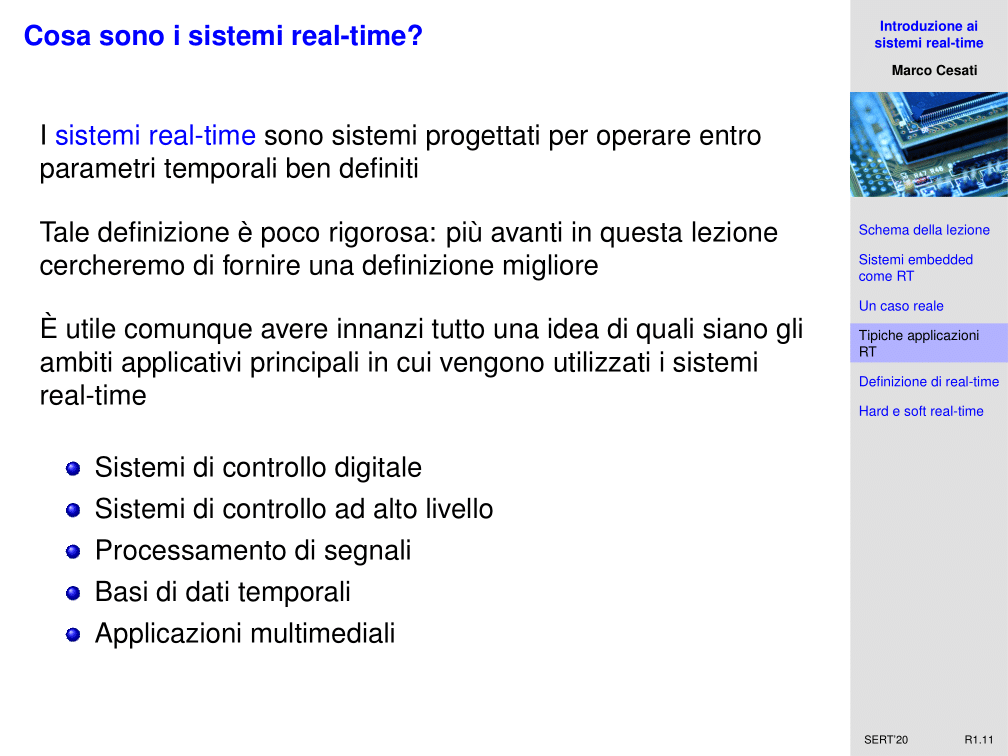 Cosa sono i sistemi real-time?
I sistemi real-time sono sistemi progettati per operare entro
parametri temporali ben definiti
Tale definizione è poco rigorosa: più avanti in questa lezione
cercheremo di fornire una definizione migliore
È utile comunque avere innanzi tutto una idea di quali siano gli
ambiti applicativi principali in cui vengono utilizzati i sistemi
real-time
Sistemi di controllo digitale
Sistemi di controllo ad alto livello
Processamento di segnali
Basi di dati temporali
Applicazioni multimediali
Introduzione ai
sistemi real-time
Marco Cesati
R47 R45
Schema della lezione
Sistemi embedded
come RT
Un caso reale
Tipiche applicazioni
RT
Definizione di real-time
Hard e soft real-time
SERT'20 R1.11